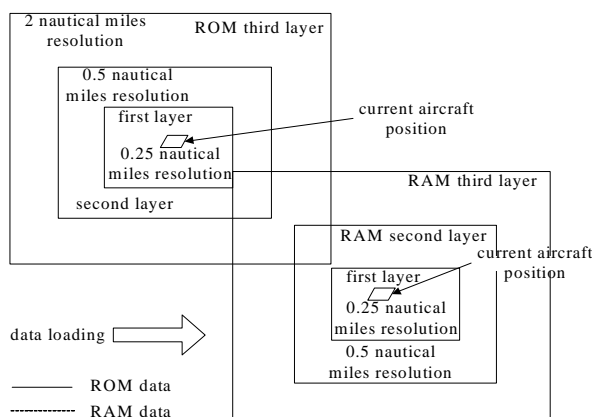 2 nautical miles
resolution
ROM third layer
0.5 nautical
miles resolution
first layer
0.25 nautical
miles resolution
second layer
current aircraft
position
RAM third layer
RAM second layer
current aircraft
position
first layer
0.25 nautical
miles resolution
0.5 nautical
miles resolution
data loading
ROM data
RAM data